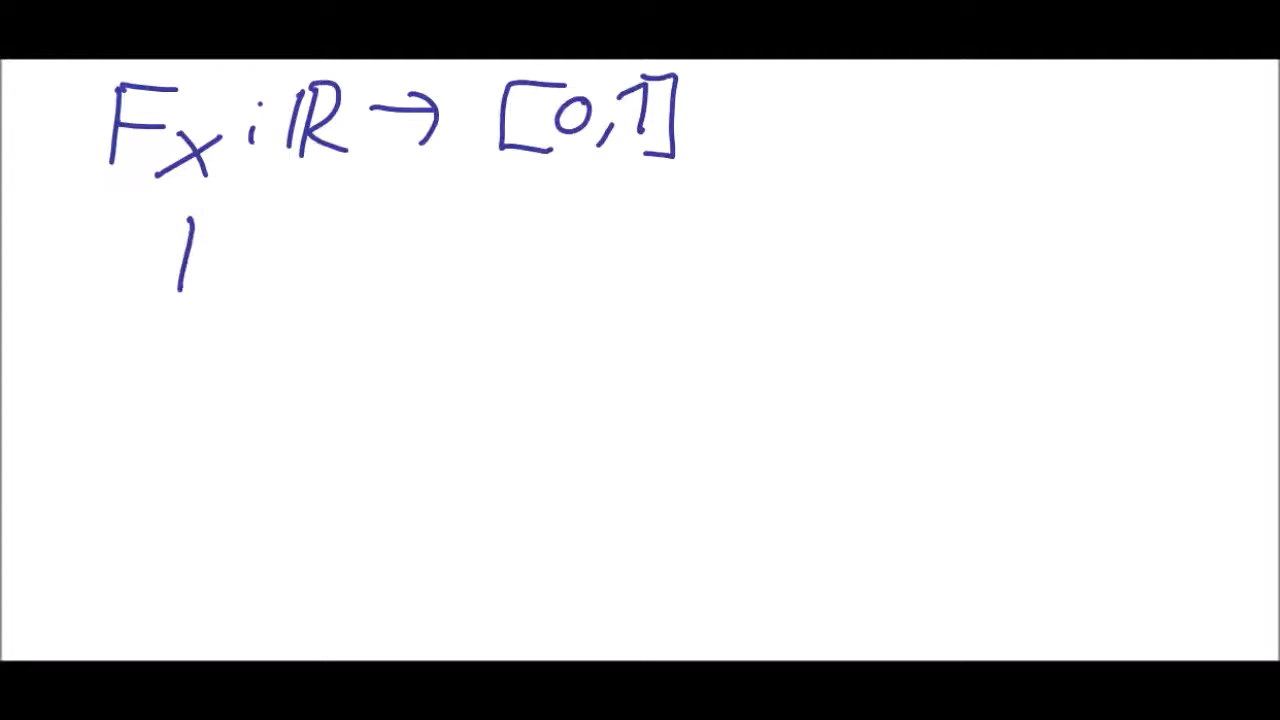 F_X : ℝ → [0,1]